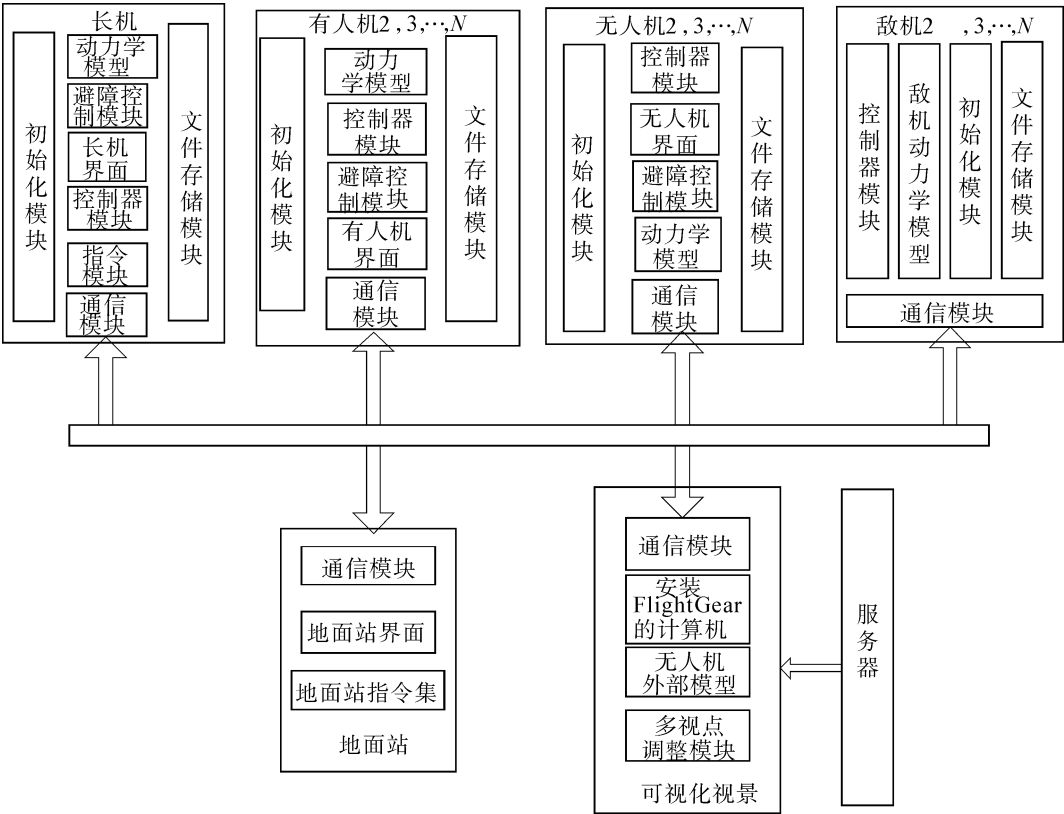 长机
初始化模块
动力学
模型
避障控
制模块
长机
界面
控制器
模块
指令
模块
通信
模块
文件存储模块
有人机2,3,…,N
初始化模块
动力
学模型
控制器
模块
避障控
制模块
有人机
界面
通信
模块
文件存储模块
无人机2,3,…,N
初始化模块
控制器
模块
无人机
界面
避障控
制模块
动力学
学模型
通信
模块
文件存储模块
敌机2 ,3,…,N
控制器模块
敌机动力学模型
初始化模块
文件存储模块
通信模块
通信模块
地面站界面
地面站指令集
地面站
通信模块
安装
FlightGear
的计算机
无人机
外部模型
多视点
调整模块
可视化视景
服务器